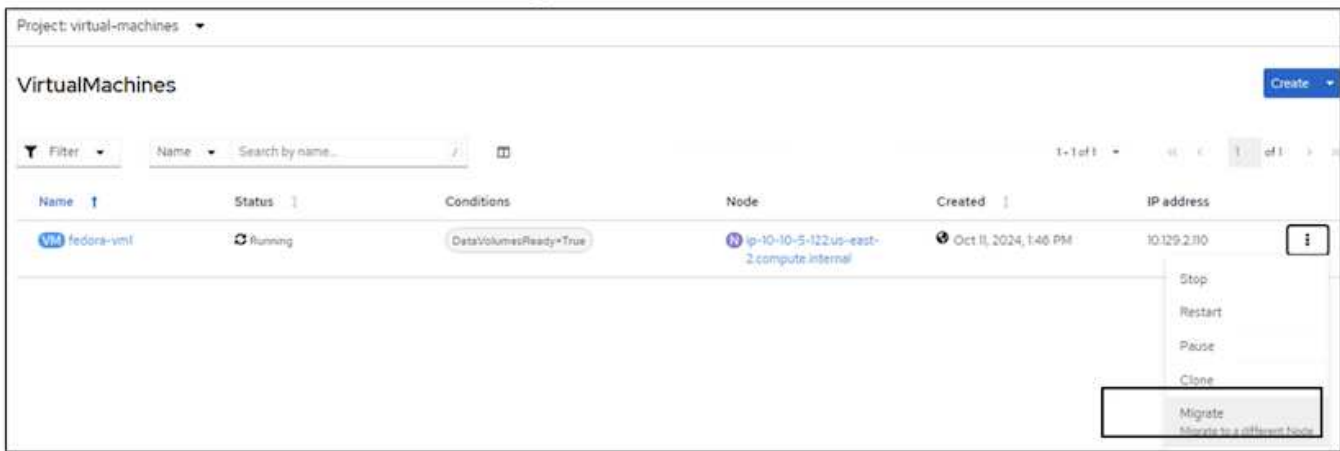 Project: virtual-machines
VirtualMachines
Create
Filter
Name
Search by name...
/
1-1 of 1
1 of 1
Name Status Conditions Node Created IP address
VM fedora-vm1 Running DataVolumesReady=True N ip-10-10-5-122.us-east- Oct 11, 2024, 1:46 PM 10.129.2.110
2.compute.internal
Stop
Restart
Pause
Clone
Migrate
Migrate to a different Node